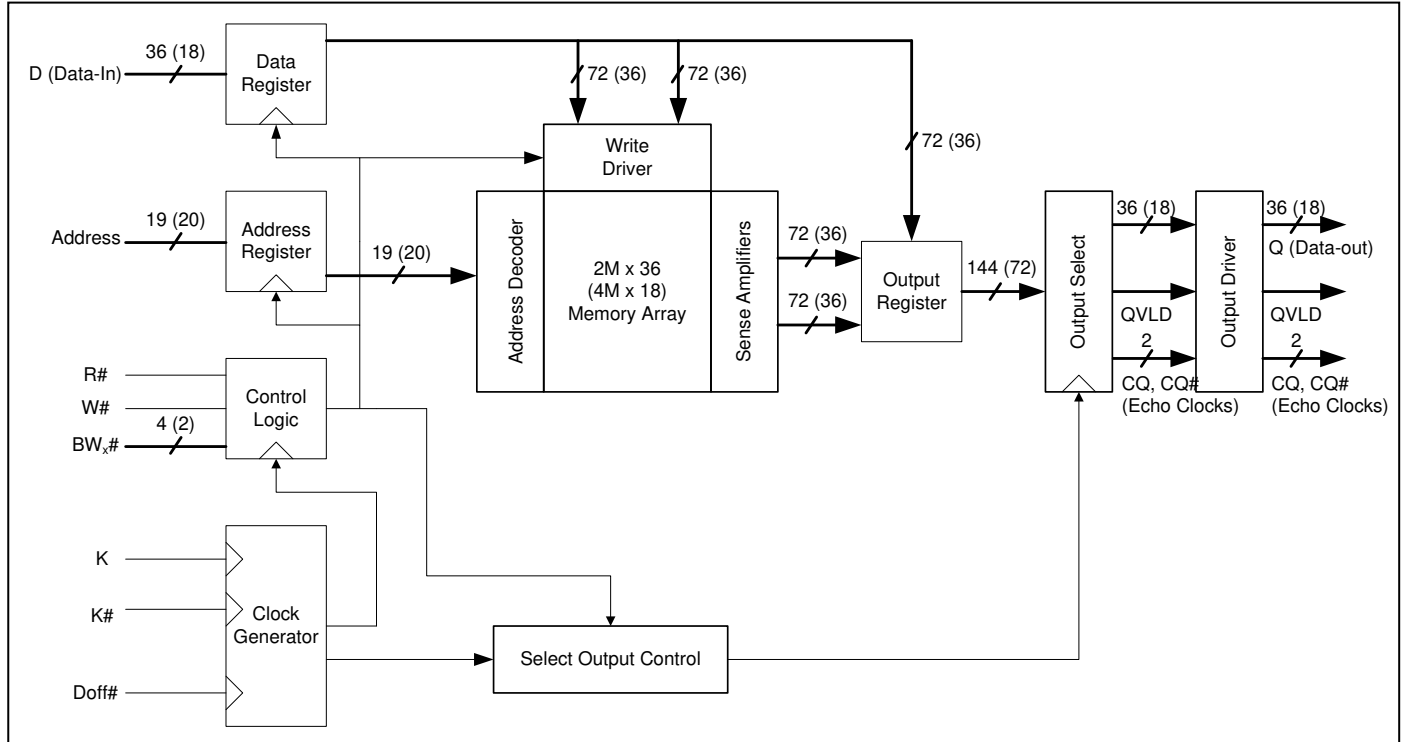 36 (18)
D (Data-In)
Data
Register
72 (36)
72 (36)
72 (36)
Write
Driver
19 (20)
Address
Address
Register
19 (20)
Address Decoder
2M x 36
(4M x 18)
Memory Array
Sense Amplifiers
72 (36)
72 (36)
Output
Register
144 (72)
Output Select
36 (18)
QVLD
2
CQ, CQ#
(Echo Clocks)
Output Driver
36 (18)
Q (Data-out)
QVLD
2
CQ, CQ#
(Echo Clocks)
R#
W#
4 (2)
BWx#
Control
Logic
K
K#
Doff#
Clock
Generator
Select Output Control